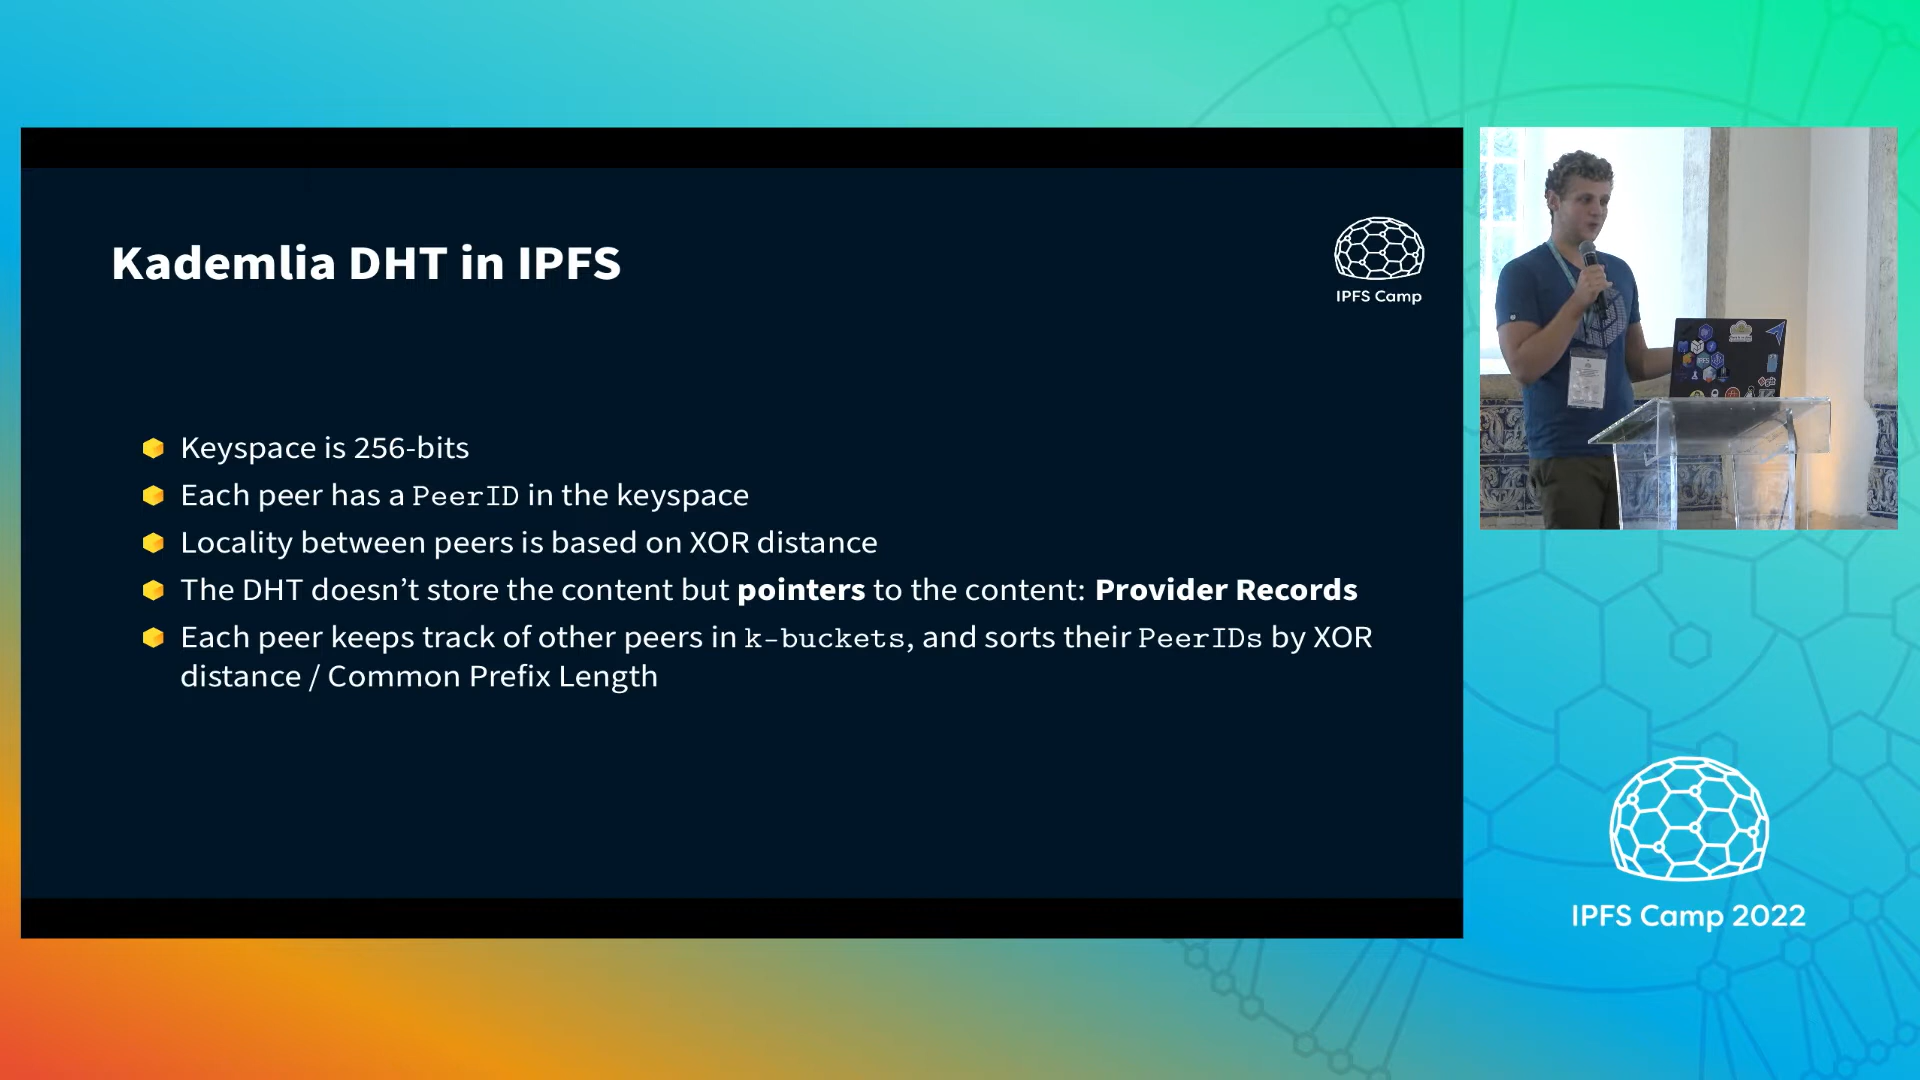 Kademlia DHT in IPFS
IPFS Camp
Keyspace is 256-bits
Each peer has a PeerID in the keyspace
Locality between peers is based on XOR distance
The DHT doesn’t store the content but pointers to the content: Provider Records
Each peer keeps track of other peers in k-buckets, and sorts their PeerIDs by XOR
distance / Common Prefix Length
IPFS Camp 2022